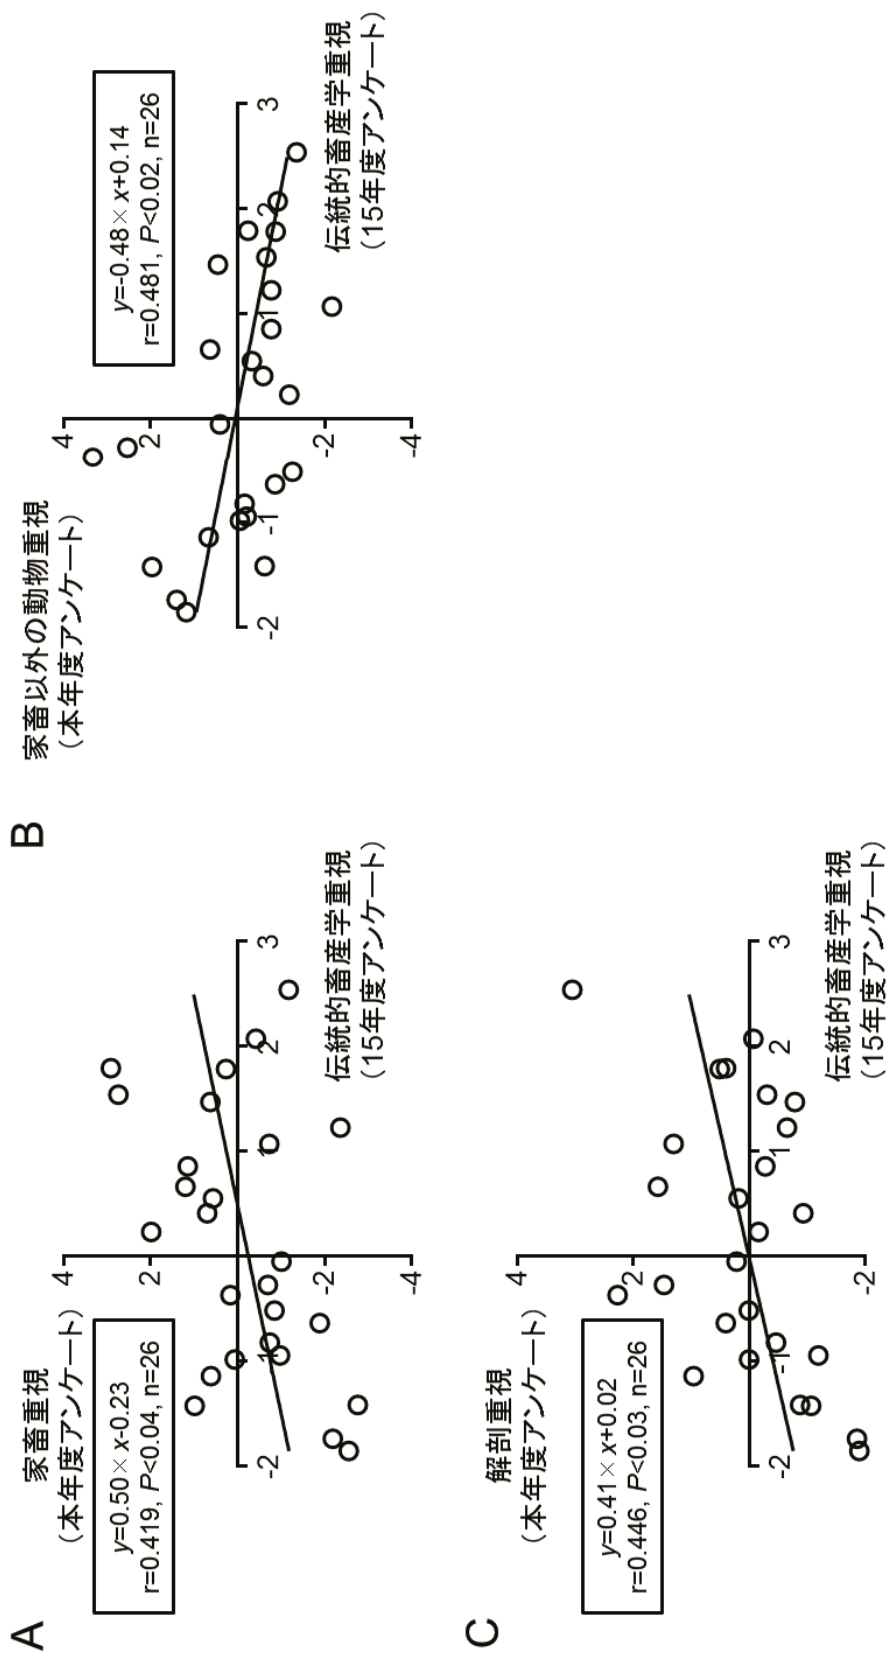 A
家畜重視
（本年度アンケート）
y=0.50× x-0.23
r=0.419, P<0.04, n=26
4
2
-2
-4
-2
-1
1
2
3
伝統的畜産学重視
（15年度アンケート）
B
家畜以外の動物重視
（本年度アンケート）
y=-0.48× x+0.14
r=0.481, P<0.02, n=26
4
2
-2
-4
-2
-1
1
2
3
伝統的畜産学重視
（15年度アンケート）
C
解剖重視
（本年度アンケート）
y=0.41× x+0.02
r=0.446, P<0.03, n=26
4
2
-2
-2
-1
1
2
3
伝統的畜産学重視
（15年度アンケート）